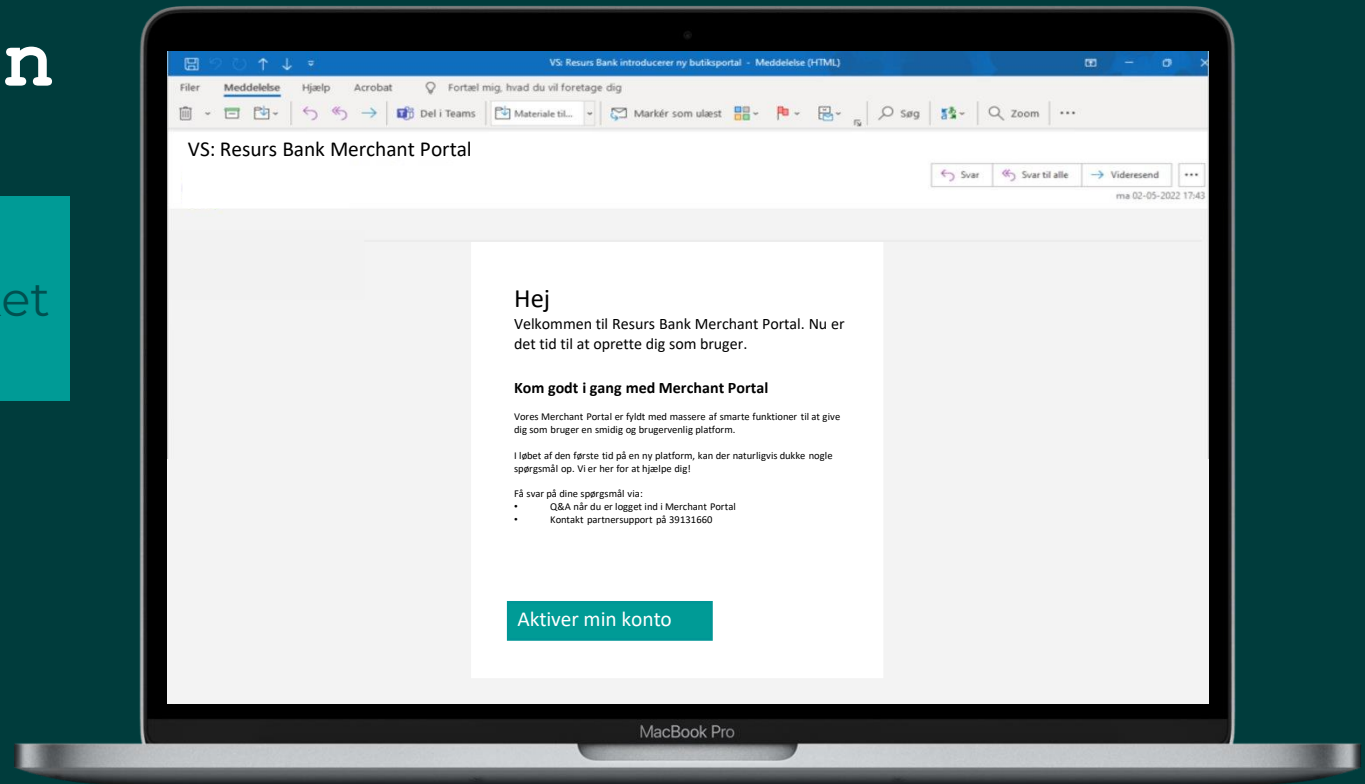 n
et
VS: Resurs Bank introducerer ny butiksportal - Meddelelse (HTML)
Filer Meddelelse Hjælp Acrobat Fortæl mig, hvad du vil foretage dig
Del i Teams Materiale til... Markér som ulæst Søg Zoom
VS: Resurs Bank Merchant Portal
Svar Svar til alle Videresend
ma 02-05-2022 17:43
Hej
Velkommen til Resurs Bank Merchant Portal. Nu er
det tid til at oprette dig som bruger.
Kom godt i gang med Merchant Portal
Vores Merchant Portal er fyldt med massere af smarte funktioner til at give
dig som bruger en smidig og brugervenlig platform.
I løbet af den første tid på en ny platform, kan der naturligvis dukke nogle
spørgsmål op. Vi er her for at hjælpe dig!
Få svar på dine spørgsmål via:
• Q&A når du er logget ind i Merchant Portal
• Kontakt partnersupport på 39131660
Aktiver min konto
MacBook Pro